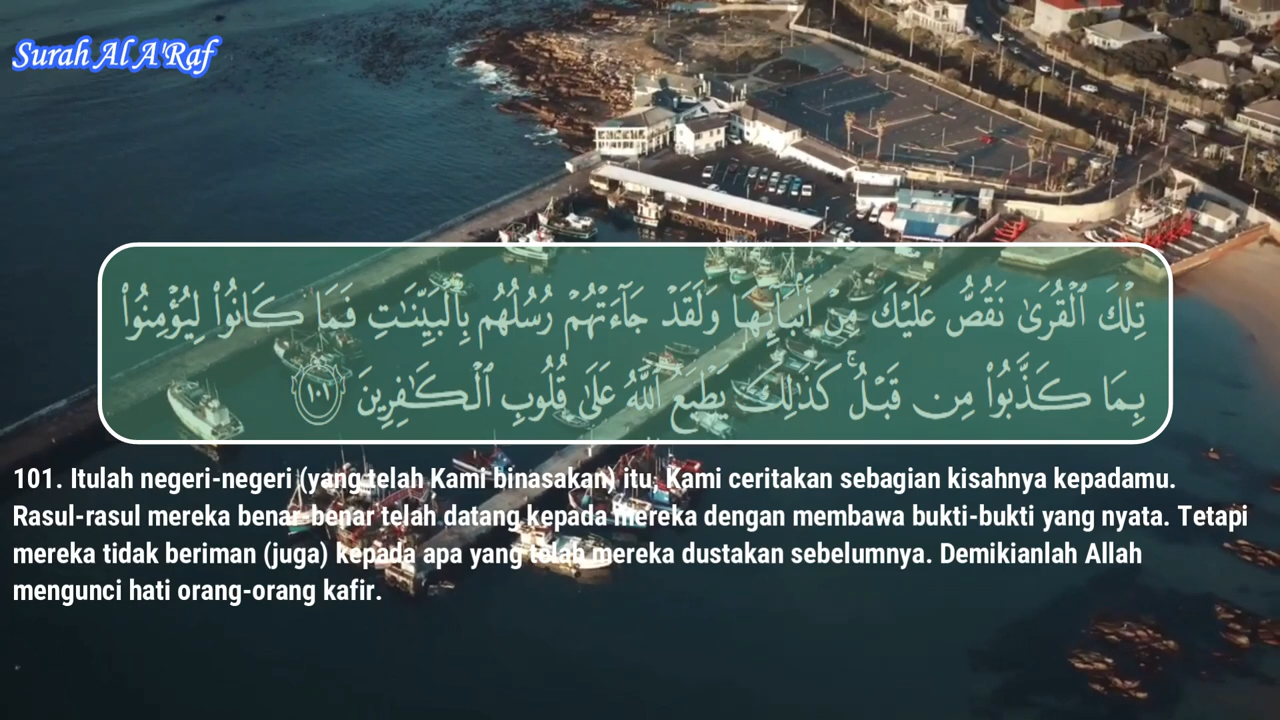 Surah Al A'Raf
تِلْكَ ٱلْقُرَىٰ نَقُصُّ عَلَيْكَ مِنْ أَنۢبَآئِهَا ۚ وَلَقَدْ جَآءَتْهُمْ رُسُلُهُم بِٱلْبَيِّنَـٰتِ فَمَا كَانُوا۟ لِيُؤْمِنُوا۟
بِمَا كَذَّبُوا۟ مِن قَبْلُ ۚ كَذَٰلِكَ يَطْبَعُ ٱللَّهُ عَلَىٰ قُلُوبِ ٱلْكَـٰفِرِينَ ١٠١
101. Itulah negeri-negeri (yang telah Kami binasakan) itu, Kami ceritakan sebagian kisahnya kepadamu.
Rasul-rasul mereka benar-benar telah datang kepada mereka dengan membawa bukti-bukti yang nyata. Tetapi
mereka tidak beriman (juga) kepada apa yang telah mereka dustakan sebelumnya. Demikianlah Allah
mengunci hati orang-orang kafir.